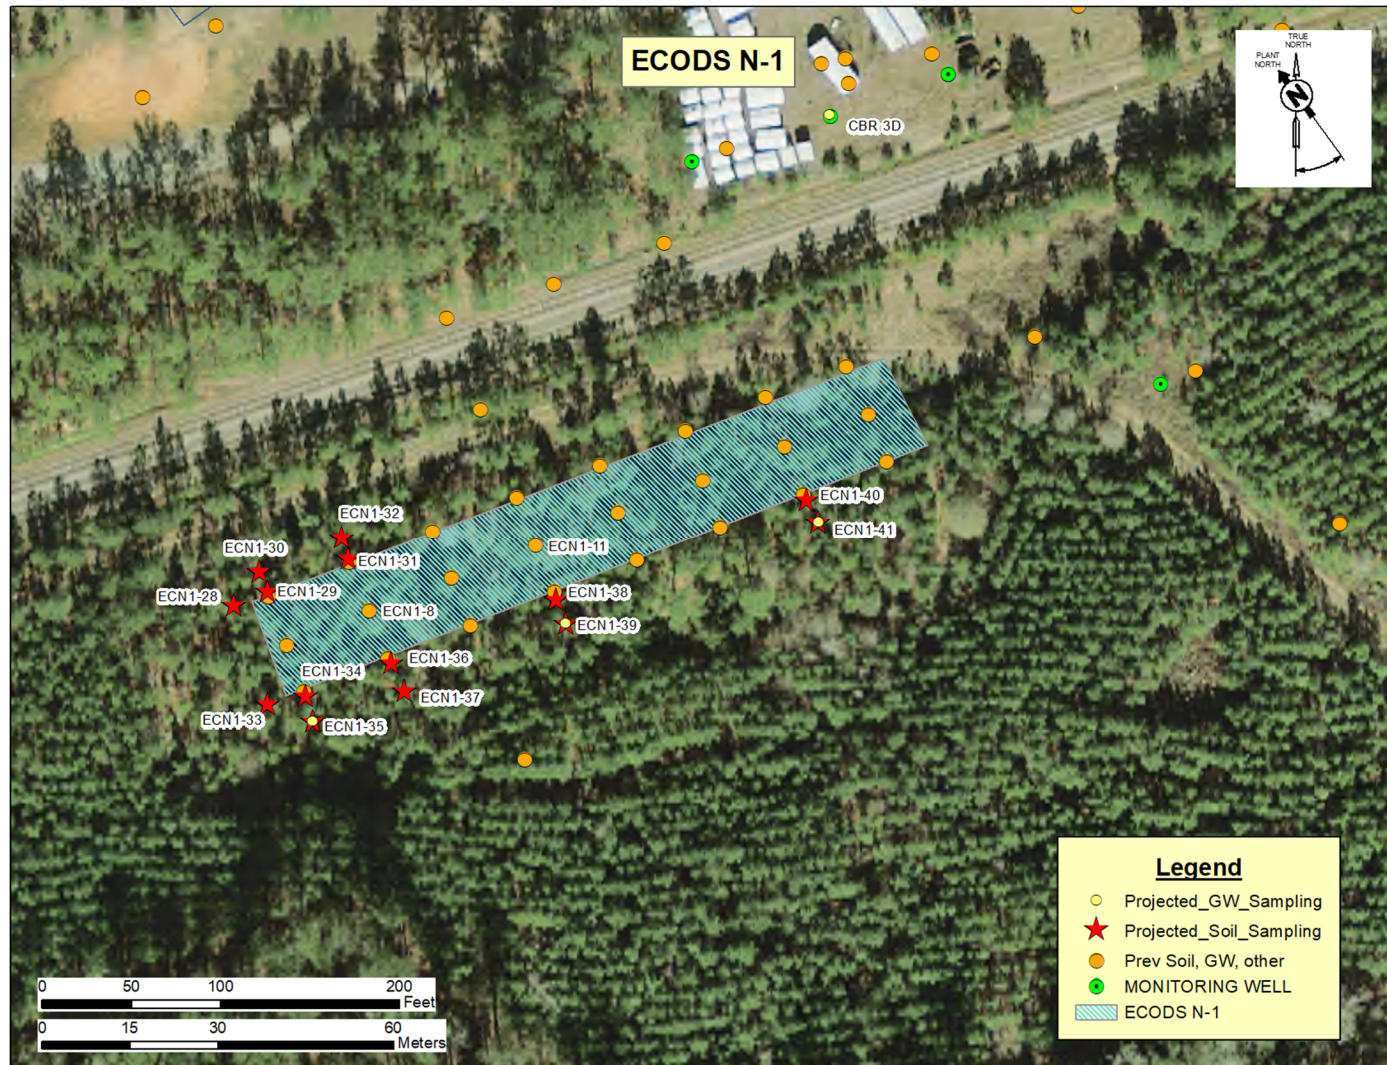 ECODS N-1
TRUE
NORTH
PLANT
NORTH
N
CBR 3D
ECN1-40
ECN1-41
ECN1-32
ECN1-31
ECN1-30
ECN1-29
ECN1-28
ECN1-11
ECN1-8
ECN1-38
ECN1-39
ECN1-36
ECN1-34
ECN1-37
ECN1-33
ECN1-35
Legend
Projected_GW_Sampling
Projected_Soil_Sampling
Prev Soil, GW, other
MONITORING WELL
ECODS N-1
0 50 100 200
Feet
0 15 30 60
Meters